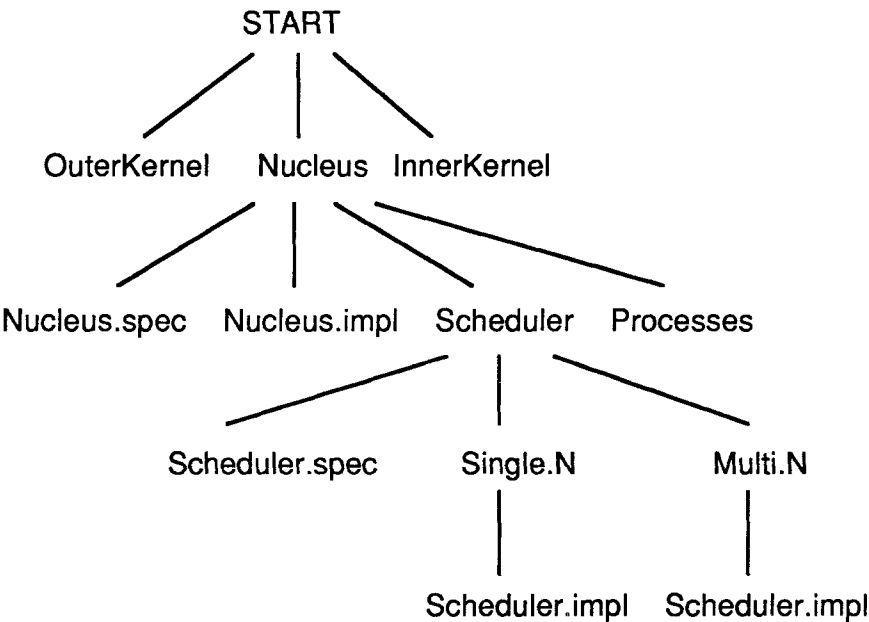 START
OuterKernel Nucleus InnerKernel
Nucleus.spec Nucleus.impl Scheduler Processes
Scheduler.spec Single.N Multi.N
Scheduler.impl Scheduler.impl